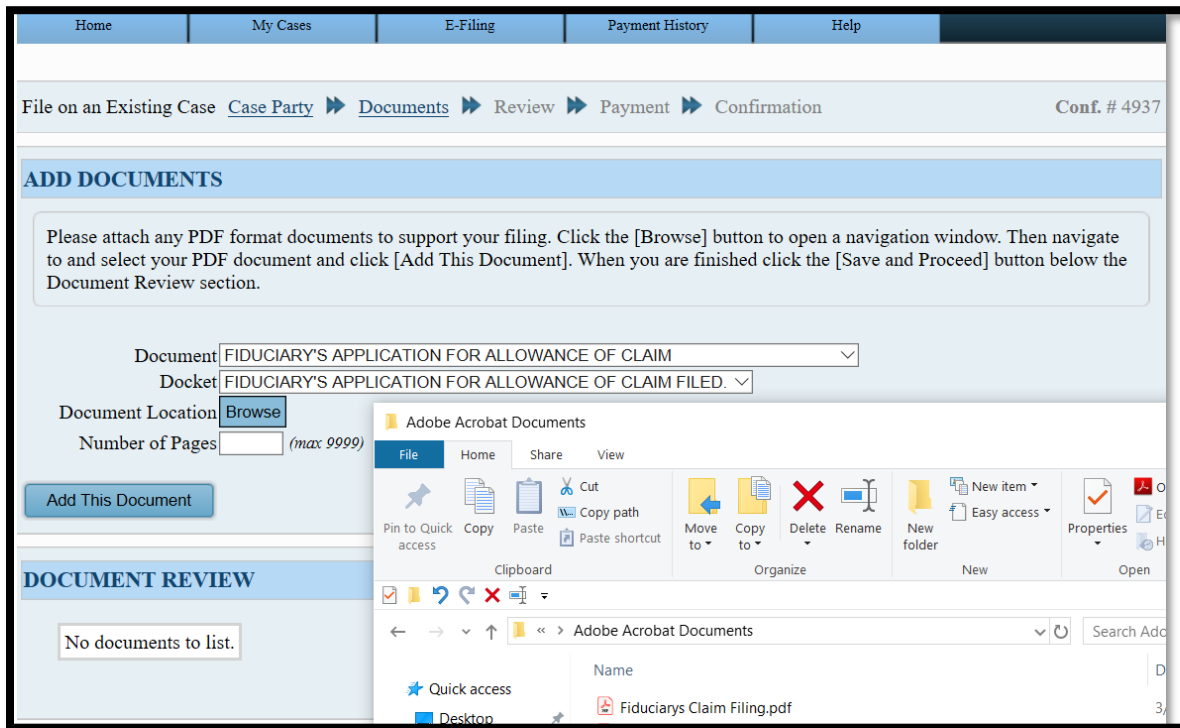 Home My Cases E-Filing Payment History Help
File on an Existing Case Case Party Documents Review Payment Confirmation Conf. # 4937
ADD DOCUMENTS
Please attach any PDF format documents to support your filing. Click the [Browse] button to open a navigation window. Then navigate
to and select your PDF document and click [Add This Document]. When you are finished click the [Save and Proceed] button below the
Document Review section.
Document FIDUCIARY'S APPLICATION FOR ALLOWANCE OF CLAIM
Docket FIDUCIARY'S APPLICATION FOR ALLOWANCE OF CLAIM FILED.
Document Location Browse
Number of Pages (max 9999)
Add This Document
DOCUMENT REVIEW
No documents to list.
Adobe Acrobat Documents
File Home Share View
Pin to Quick
access
Copy
Paste
Cut
Copy path
Paste shortcut
Clipboard
Move
to
Copy
to
Delete
Rename
Organize
New
folder
New item
Easy access
New
Properties
Open
« > Adobe Acrobat Documents
Search
Name
Quick access
Desktop
Fiduciarys Claim Filing.pdf